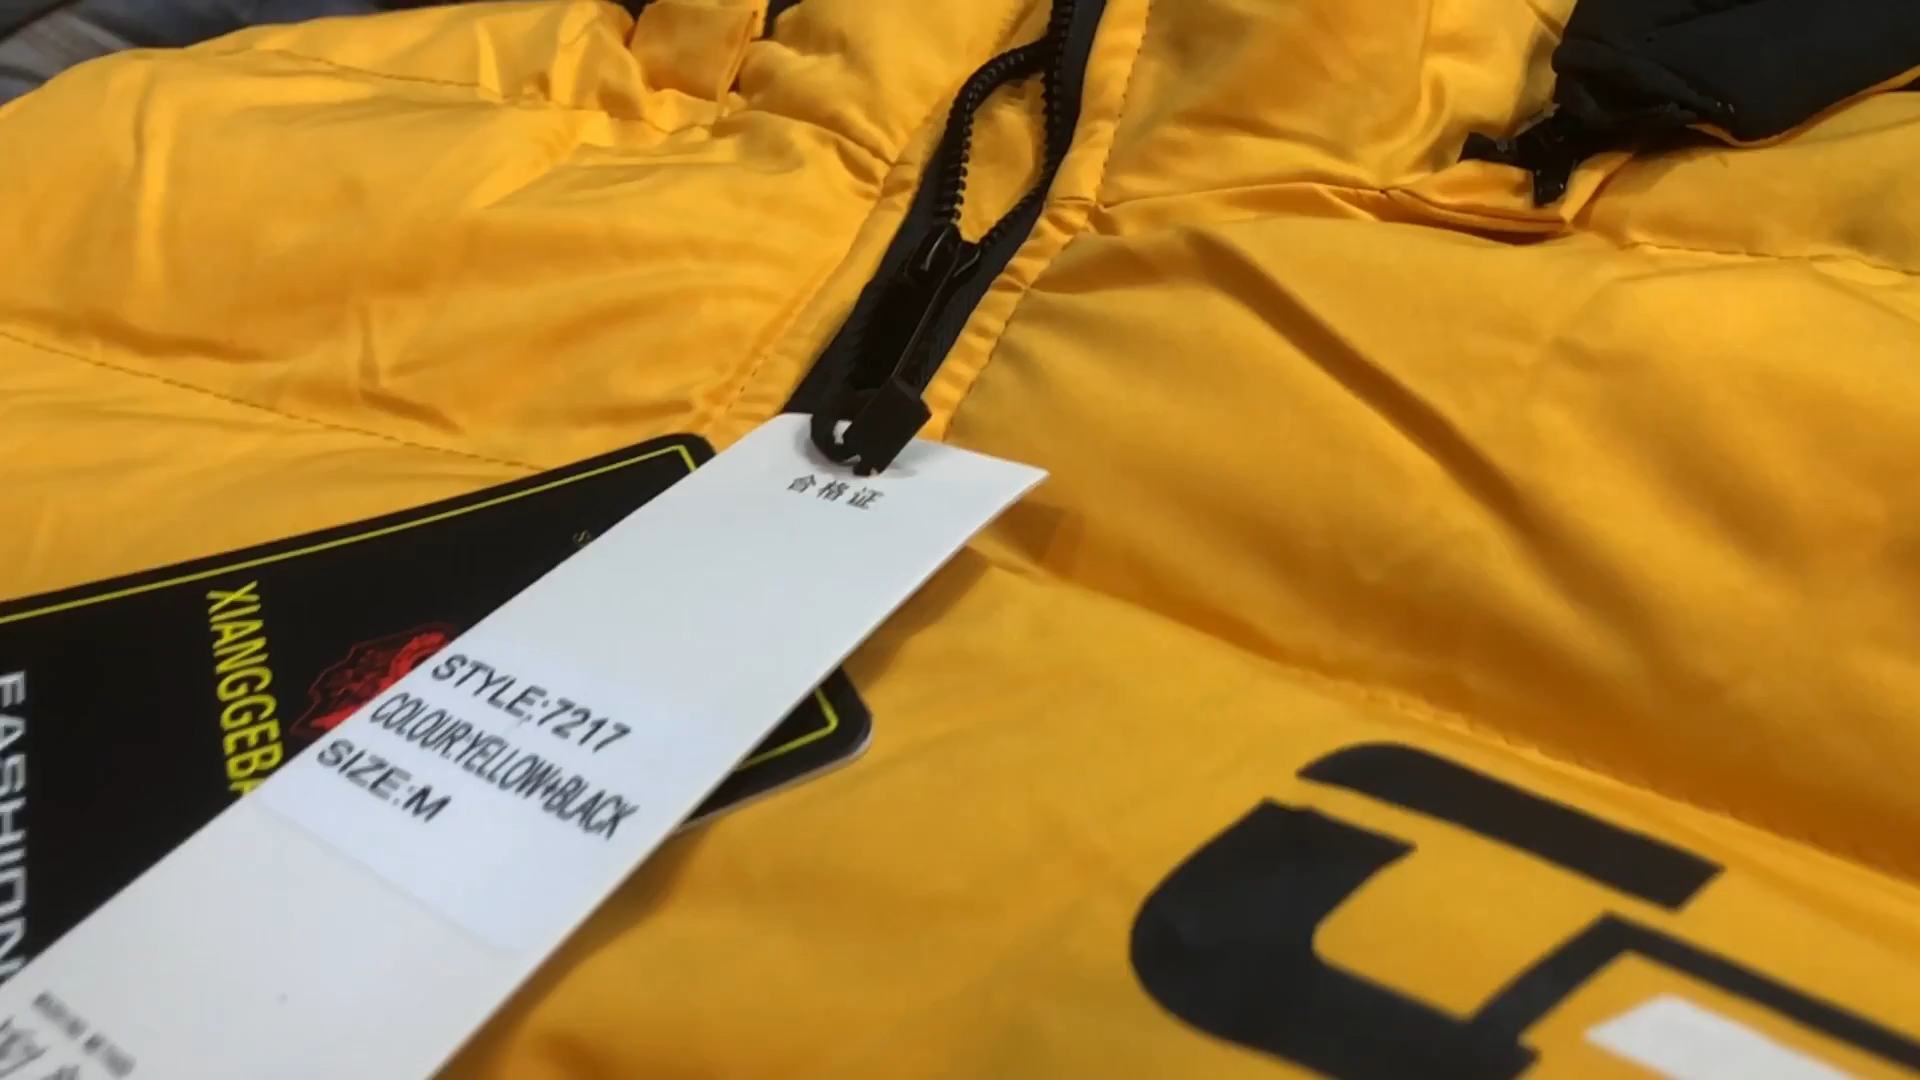 合格证
STYLE:7217
COLOUR:YELLOW+BLACK
SIZE:M
XIANGGEBA
FASHION